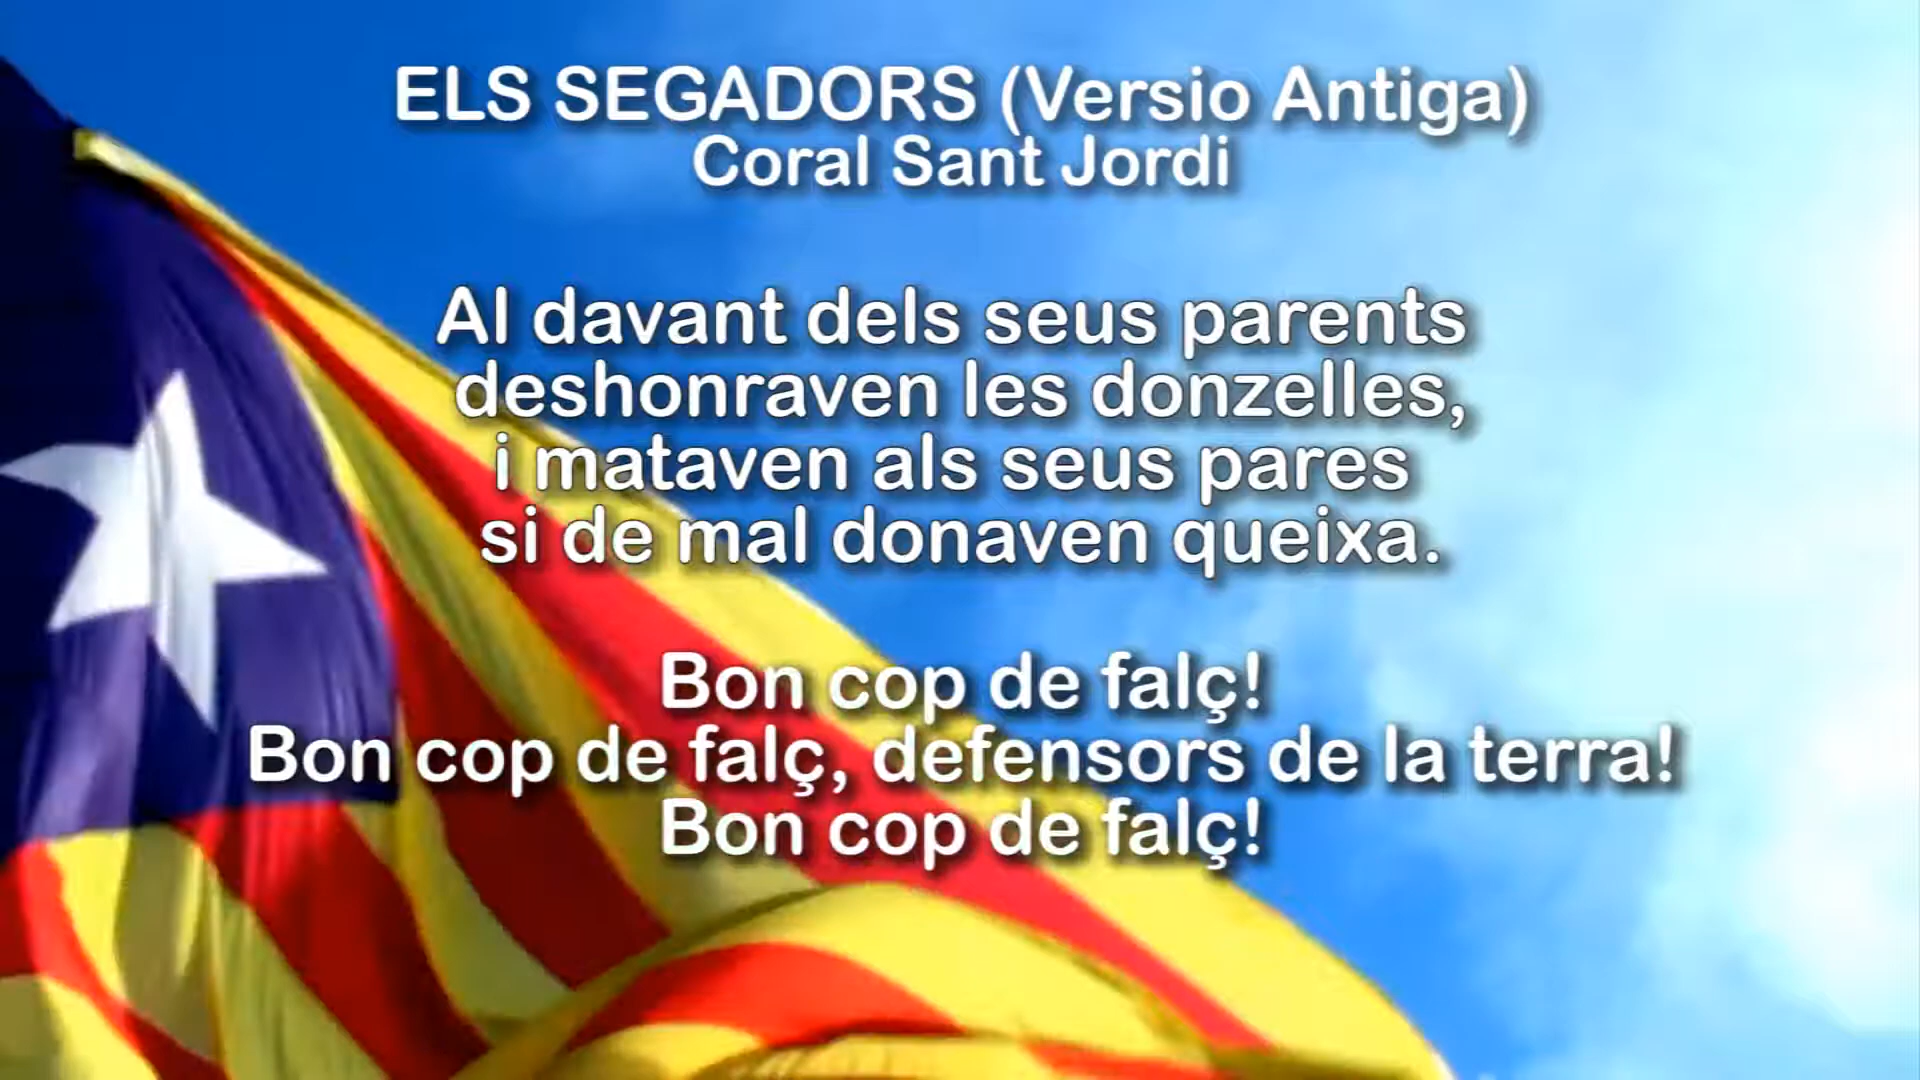 ELS SEGADORS (Versio Antiga)
Coral Sant Jordi
Al davant dels seus parents
deshonraven les donzelles,
i mataven als seus pares
si de mal donaven queixa.
Bon cop de falç!
Bon cop de falç, defensors de la terra!
Bon cop de falç!